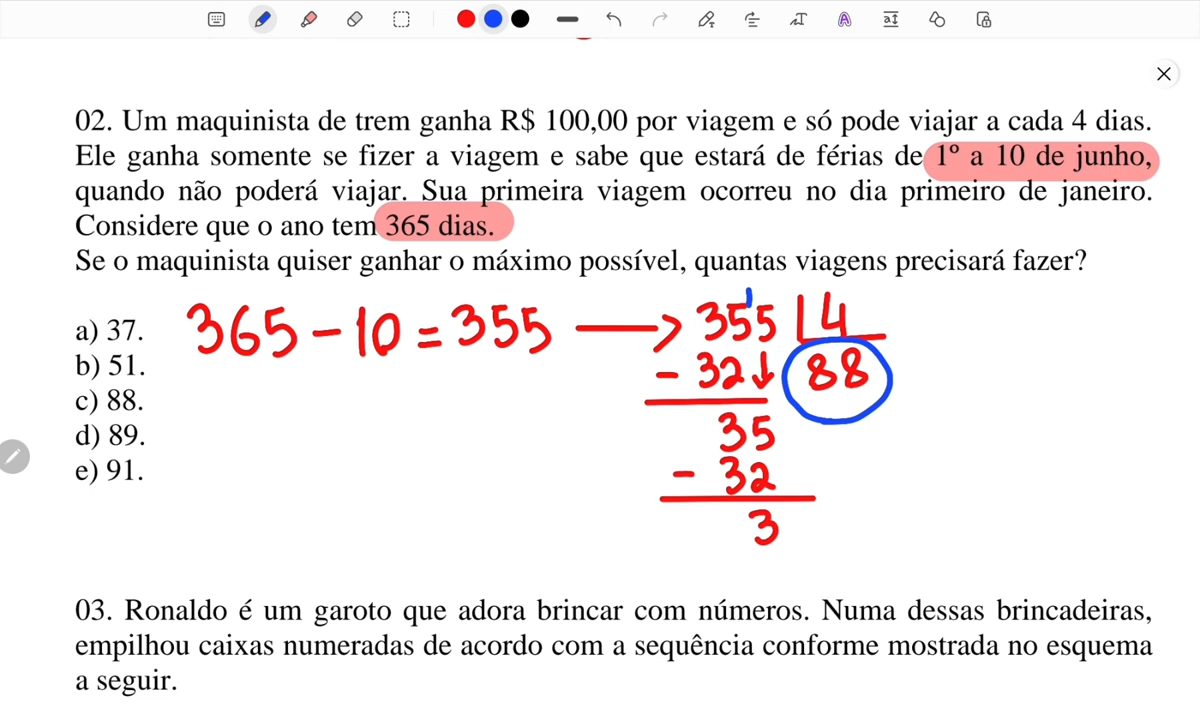 02. Um maquinista de trem ganha R$ 100,00 por viagem e só pode viajar a cada 4 dias.
Ele ganha somente se fizer a viagem e sabe que estará de férias de 1º a 10 de junho,
quando não poderá viajar. Sua primeira viagem ocorreu no dia primeiro de janeiro.
Considere que o ano tem 365 dias.
Se o maquinista quiser ganhar o máximo possível, quantas viagens precisará fazer?
a) 37.
b) 51.
c) 88.
d) 89.
e) 91.
365 - 10 = 355 → 355 | 4
- 32↓ 88
35
- 32
3
03. Ronaldo é um garoto que adora brincar com números. Numa dessas brincadeiras,
empilhou caixas numeradas de acordo com a sequência conforme mostrada no esquema
a seguir.